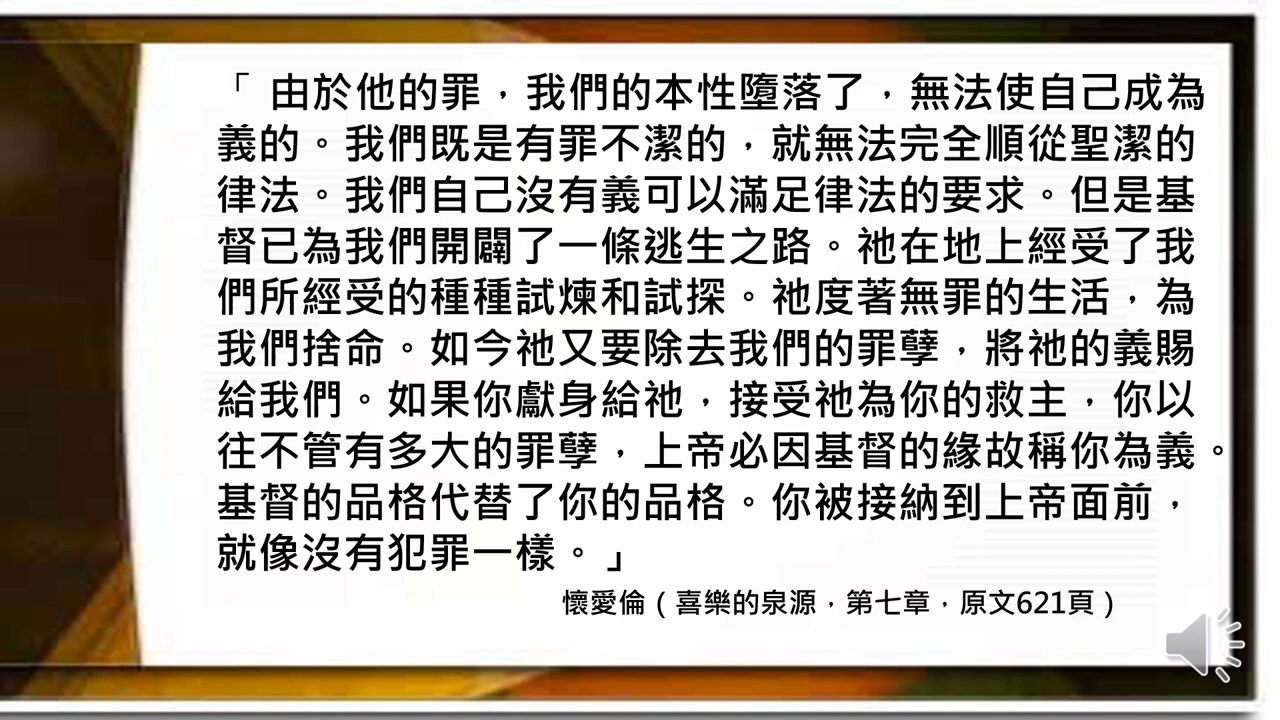 「 由於他的罪，我們的本性墮落了，無法使自己成為
義的。我們既是有罪不潔的，就無法完全順從聖潔的
律法。我們自己沒有義可以滿足律法的要求。但是基
督已為我們開闢了一條逃生之路。祂在地上經受了我
們所經受的種種試煉和試探。祂度著無罪的生活，為
我們捨命。如今祂又要除去我們的罪孽，將祂的義賜
給我們。如果你獻身給祂，接受祂為你的救主，你以
往不管有多大的罪孽，上帝必因基督的緣故稱你為義。
基督的品格代替了你的品格。你被接納到上帝面前，
就像沒有犯罪一樣。」
懷愛倫（喜樂的泉源，第七章，原文621頁）